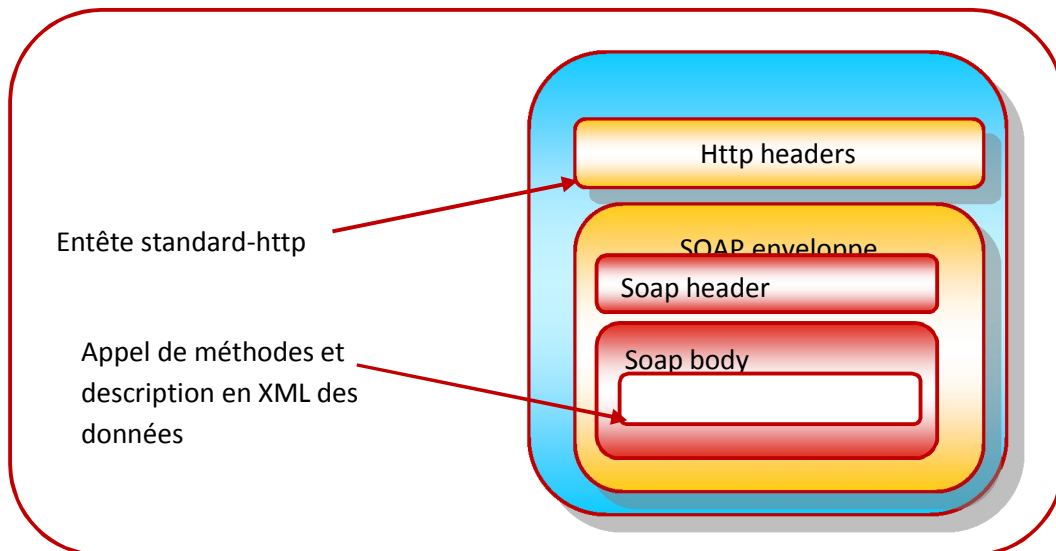 Http headers
Entête standard-http
SOAP enveloppe
Soap header
Appel de méthodes et
description en XML des
données
Soap body